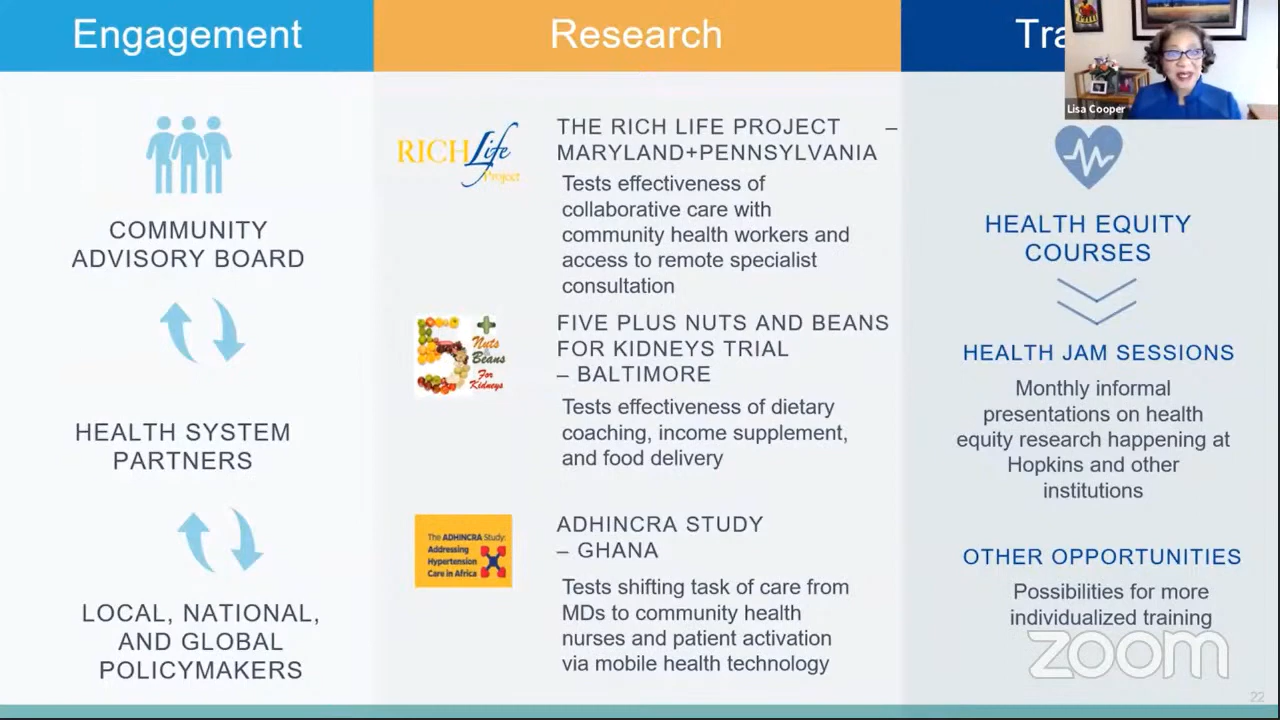 Engagement
COMMUNITY
ADVISORY BOARD
HEALTH SYSTEM
PARTNERS
LOCAL, NATIONAL,
AND GLOBAL
POLICYMAKERS
Research
RICH Life
Project
THE RICH LIFE PROJECT –
MARYLAND+PENNSYLVANIA
Tests effectiveness of
collaborative care with
community health workers and
access to remote specialist
consultation
5+
Nuts
& Beans
For
Kidneys
FIVE PLUS NUTS AND BEANS
FOR KIDNEYS TRIAL
– BALTIMORE
Tests effectiveness of dietary
coaching, income supplement,
and food delivery
The ADHINCRA Study:
Addressing
Hypertension
Care in Africa
ADHINCRA STUDY
– GHANA
Tests shifting task of care from
MDs to community health
nurses and patient activation
via mobile health technology
Tra
Lisa Cooper
HEALTH EQUITY
COURSES
HEALTH JAM SESSIONS
Monthly informal
presentations on health
equity research happening at
Hopkins and other
institutions
OTHER OPPORTUNITIES
Possibilities for more
individualized training
zoom
22